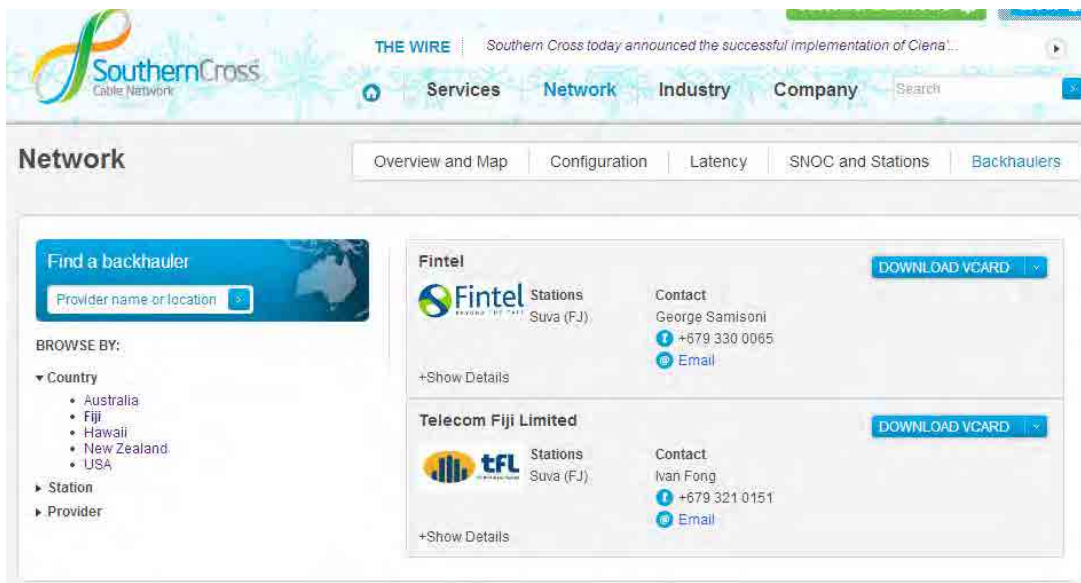 THE WIRE Southern Cross today announced the successful implementation of Ciena'...
SouthernCross
Cable Network
Services Network Industry Company Search
Network
Overview and Map Configuration Latency SNOC and Stations Backhaulers
Find a backhauler
Provider name or location
BROWSE BY:
Country
Australia
Fiji
Hawaii
New Zealand
USA
Station
Provider
Fintel
DOWNLOAD VCARD
Fintel
Stations
Suva (FJ)
Contact
George Samisoni
+679 330 0065
Email
+Show Details
Telecom Fiji Limited
DOWNLOAD VCARD
tfl
Stations
Suva (FJ)
Contact
Ivan Fong
+679 321 0151
Email
+Show Details